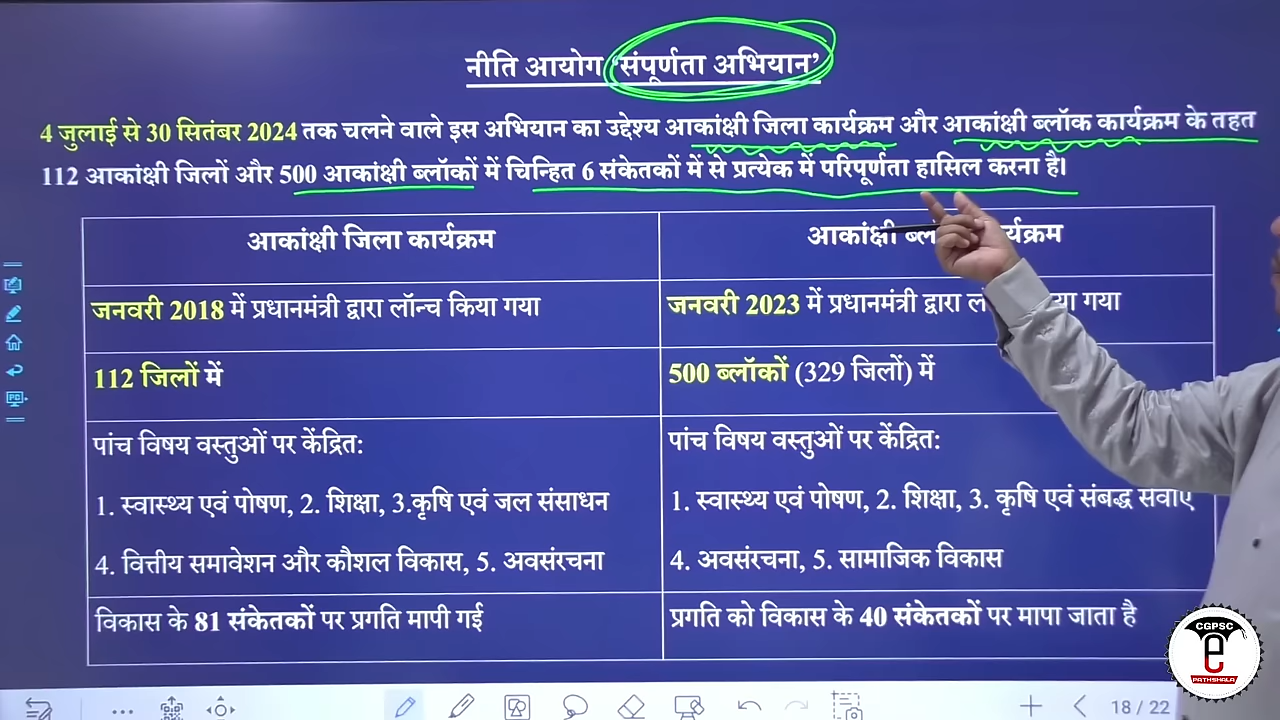 नीति आयोग ‘संपूर्णता अभियान’
4 जुलाई से 30 सितंबर 2024 तक चलने वाले इस अभियान का उद्देश्य आकांक्षी जिला कार्यक्रम और आकांक्षी ब्लॉक कार्यक्रम के तहत
112 आकांक्षी जिलों और 500 आकांक्षी ब्लॉकों में चिन्हित 6 संकेतकों में से प्रत्येक में परिपूर्णता हासिल करना है।
आकांक्षी जिला कार्यक्रम
जनवरी 2018 में प्रधानमंत्री द्वारा लॉन्च किया गया
112 जिलों में
पांच विषय वस्तुओं पर केंद्रित:
1. स्वास्थ्य एवं पोषण, 2. शिक्षा, 3.कृषि एवं जल संसाधन
4. वित्तीय समावेशन और कौशल विकास, 5. अवसंरचना
विकास के 81 संकेतकों पर प्रगति मापी गई
आकांक्षी
जनवरी 2023 में प्रधानमंत्री द्वारा गया
500 ब्लॉकों (329 जिलों) में
पांच विषय वस्तुओं पर केंद्रित:
1. स्वास्थ्य एवं पोषण, 2. शिक्षा, 3. कृषि एवं संबद्ध
4. अवसंरचना, 5. सामाजिक विकास
प्रगति को विकास के 40 संकेतकों पर मापा जाता है
CGPSC
e
PATHSHALA
18 / 22